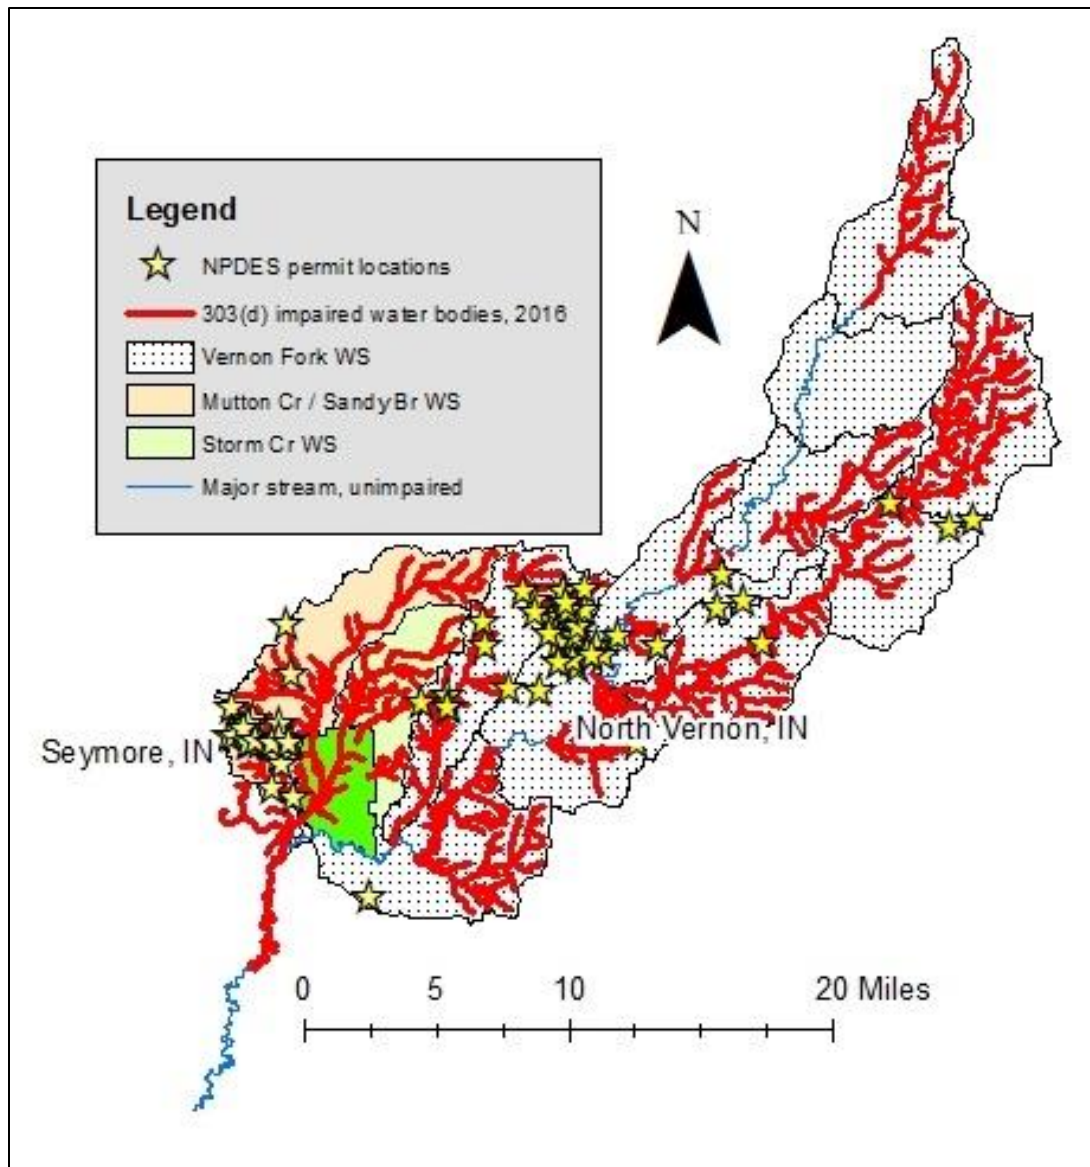 N
Legend
NPDES permit locations
303(d) impaired water bodies, 2016
Vernon Fork WS
Mutton Cr / Sandy Br WS
Storm Cr WS
Major stream, unimpaired
North Vernon, IN
Seymore, IN
0 5 10 20 Miles